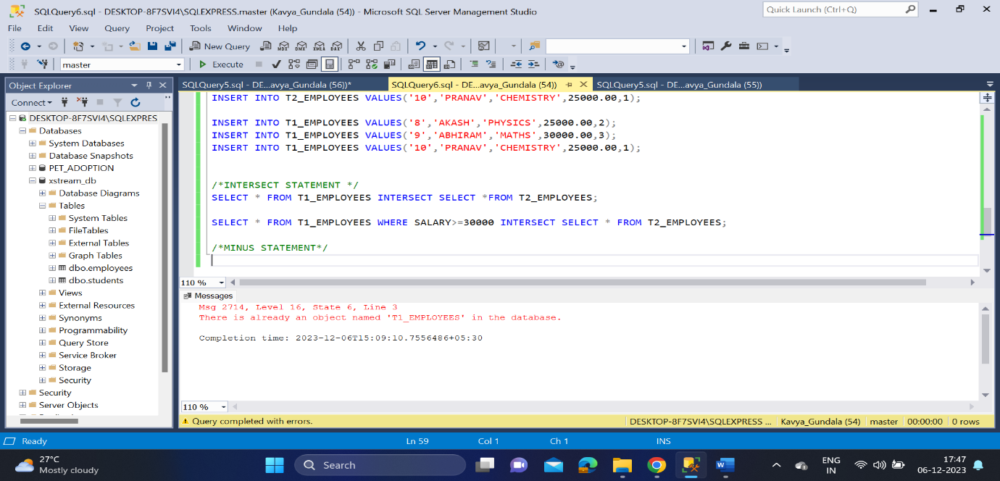 SQLQuery6.sql - DESKTOP-8F7SVI4\SQLEXPRESS.master (Kavya_Gundala (54)) - Microsoft SQL Server Management Studio
Quick Launch (Ctrl+Q)
File Edit View Query Project Tools Window Help
New Query
MDX DMX XMLA DAX
master
Execute
Object Explorer
SQLQuery5.sql - DE...avya_Gundala (56))*
SQLQuery6.sql - DE...avya_Gundala (54))
SQLQuery5.sql - DE...avya_Gundala (55))
Connect
DESKTOP-8F7SVI4\SQLEXPRES
Databases
System Databases
Database Snapshots
PET_ADOPTION
xstream_db
Database Diagrams
Tables
System Tables
FileTables
External Tables
Graph Tables
dbo.employees
dbo.students
Views
External Resources
Synonyms
Programmability
Query Store
Service Broker
Storage
Security
Security
Server Objects
INSERT INTO T2_EMPLOYEES VALUES('10','PRANAV','CHEMISTRY',25000.00,1);
INSERT INTO T1_EMPLOYEES VALUES('8','AKASH','PHYSICS',25000.00,2);
INSERT INTO T1_EMPLOYEES VALUES('9','ABHIRAM','MATHS',30000.00,3);
INSERT INTO T1_EMPLOYEES VALUES('10','PRANAV','CHEMISTRY',25000.00,1);
/*INTERSECT STATEMENT */
SELECT * FROM T1_EMPLOYEES INTERSECT SELECT *FROM T2_EMPLOYEES;
SELECT * FROM T1_EMPLOYEES WHERE SALARY>=30000 INTERSECT SELECT * FROM T2_EMPLOYEES;
/*MINUS STATEMENT*/
110 %
Messages
Msg 2714, Level 16, State 6, Line 3
There is already an object named 'T1_EMPLOYEES' in the database.
Completion time: 2023-12-06T15:09:10.7556486+05:30
110 %
Query completed with errors.
DESKTOP-8F7SVI4\SQLEXPRESS ... Kavya_Gundala (54) master 00:00:00 0 rows
Ready
Ln 59 Col 1 Ch 1 INS
27°C
Mostly cloudy
Search
ENG
IN
17:47
06-12-2023